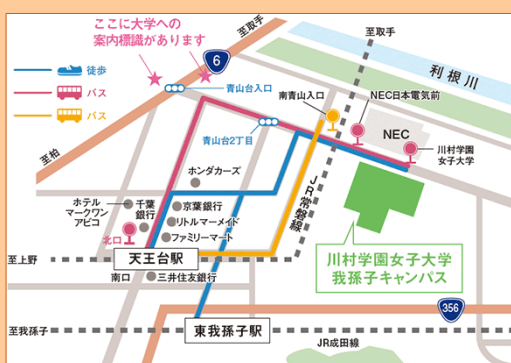 ここに大学への
案内標識があります
至取手
至取手
6
利根川
徒歩
バス
バス
青山台入口
南青山入口
NEC日本電気前
NEC
青山台2丁目
川村学園
女子大学
至柏
ホンダカーズ
JR常磐線
ホテル
マークワン
アビコ
千葉
銀行
京葉銀行
リトルマーメイド
ファミリーマート
北口
至上野
天王台駅
南口
三井住友銀行
川村学園女子大学
我孫子キャンパス
356
至我孫子
東我孫子駅
JR成田線